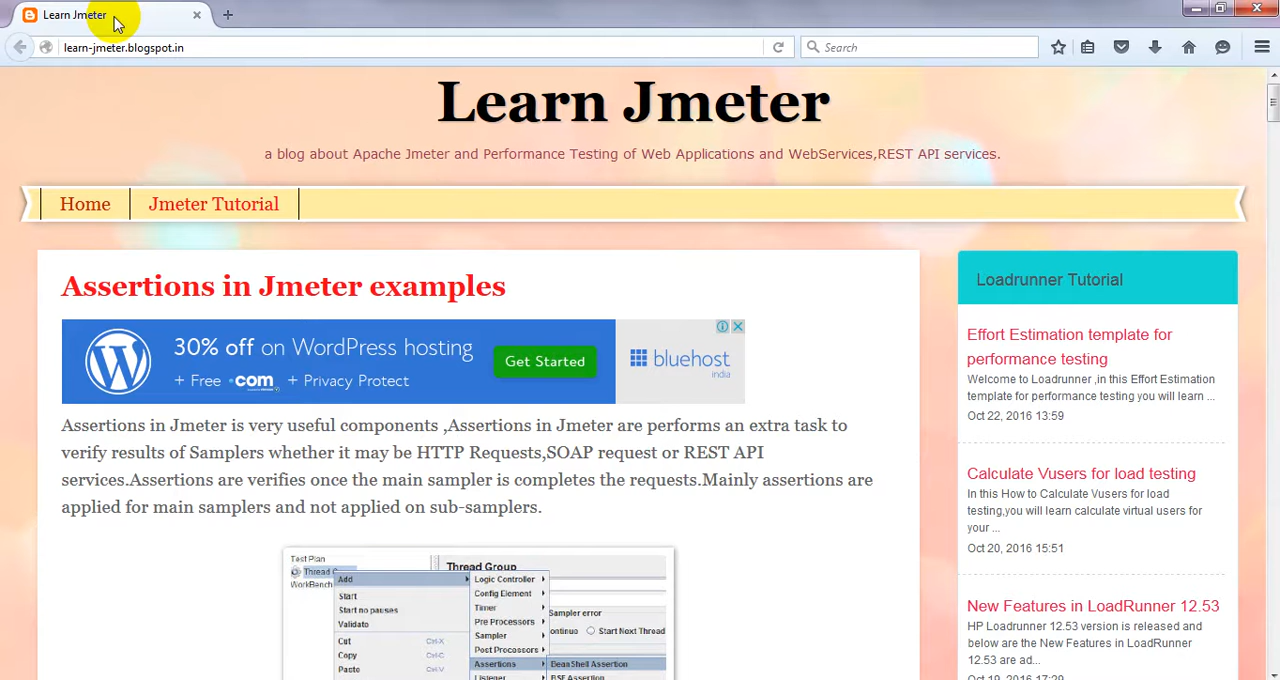 Learn Jmeter
learn-jmeter.blogspot.in
Search
Learn Jmeter
a blog about Apache Jmeter and Performance Testing of Web Applications and WebServices,REST API services.
Home
Jmeter Tutorial
Assertions in Jmeter examples
30% off on WordPress hosting
+ Free .com + Privacy Protect
Get Started
bluehost
india
Assertions in Jmeter is very useful components ,Assertions in Jmeter are performs an extra task to
verify results of Samplers whether it may be HTTP Requests,SOAP request or REST API
services.Assertions are verifies once the main sampler is completes the requests.Mainly assertions are
applied for main samplers and not applied on sub-samplers.
Test Plan
Thread G
WorkBench
Add
Start
Start no pauses
Validate
Cut Ctrl-X
Copy Ctrl-C
Paste Ctrl-V
Logic Controller
Config Element
Timer
Pre Processors
Sampler
Post Processors
Assertions
Listener
Thread Group
Sampler error
ontinue Start Next Thread
BeanShell Assertion
BSF Assertion
Loadrunner Tutorial
Effort Estimation template for
performance testing
Welcome to Loadrunner ,in this Effort Estimation
template for performance testing you will learn ...
Oct 22, 2016 13:59
Calculate Vusers for load testing
In this How to Calculate Vusers for load
testing,you will learn calculate virtual users for
your ...
Oct 20, 2016 15:51
New Features in LoadRunner 12.53
HP Loadrunner 12.53 version is released and
below are the New Features in LoadRunner
12.53 are ad...
Oct 19, 2016 17:29